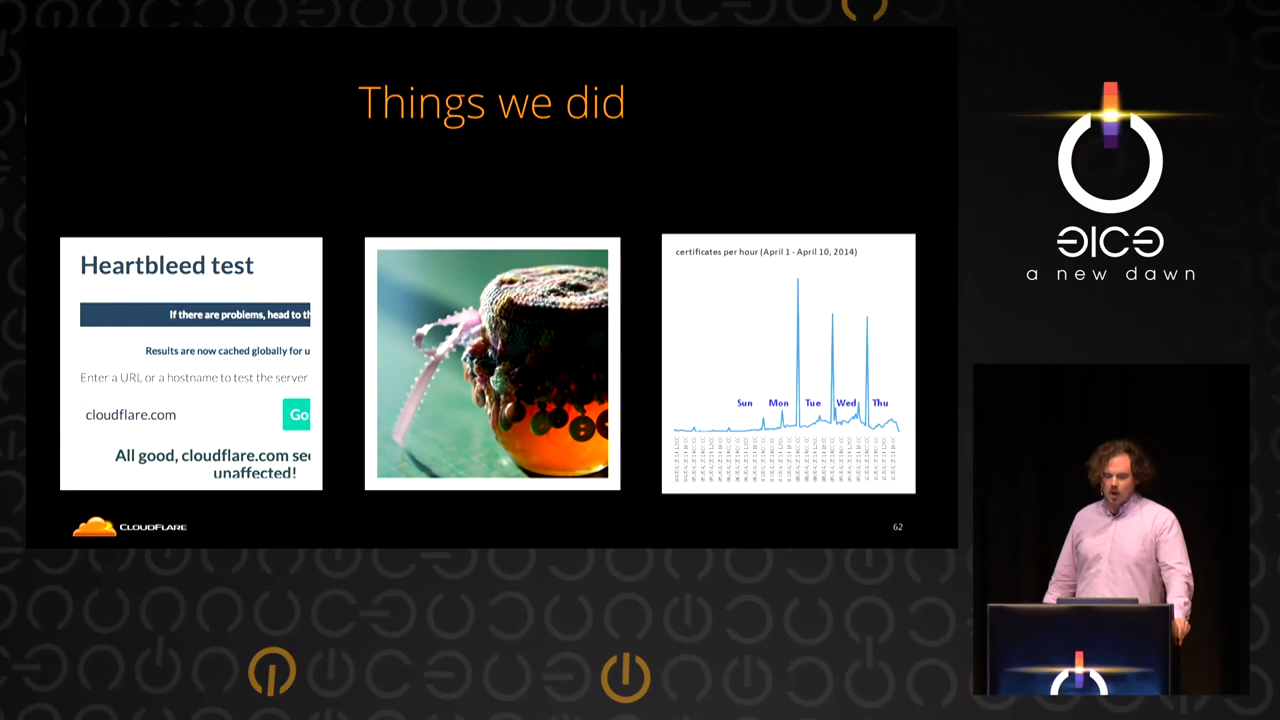 Things we did
Heartbleed test
If there are problems, head to th
Results are now cached globally for u
Enter a URL or a hostname to test the server
cloudflare.com
Go
All good, cloudflare.com see
unaffected!
certificates per hour (April 1 - April 10, 2014)
Sun Mon Tue Wed Thu
CLOUDFLARE
62
31C3
a new dawn